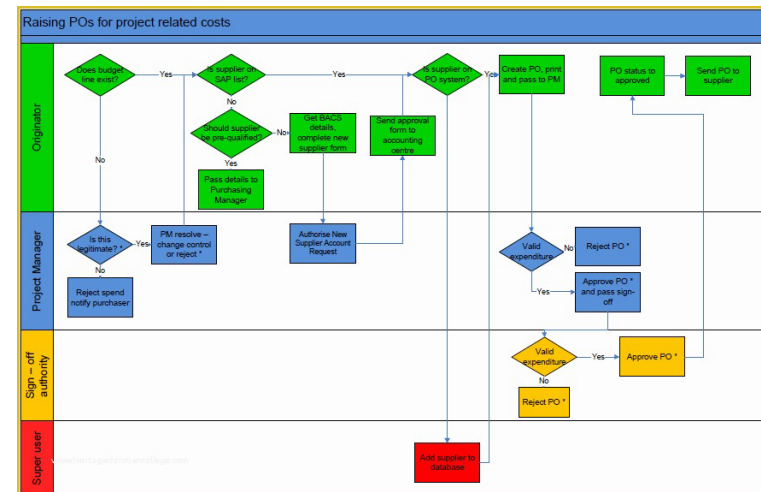 Raising POs for project related costs
Originator
Does budget
line exist?
Yes
Is supplier on
SAP list?
Yes
Is supplier on
PO system?
Yes
Create PO, print
and pass to PM
PO status to
approved
Send PO to
supplier
No
No
Should supplier
be pre-qualified?
No
Get BACS
details,
complete new
supplier form
Send approval
form to
accounting
centre
Yes
Pass details to
Purchasing
Manager
Project Manager
Is this
legitimate? *
Yes
PM resolve –
change control
or reject *
Authorise New
Supplier Account
Request
Valid
expenditure
No
Reject PO *
No
Reject spend
notify purchaser
Yes
Approve PO *
and pass sign-
off
Sign – off
authority
Valid
expenditure
Yes
Approve PO *
No
Reject PO *
Super user
Add supplier to
database